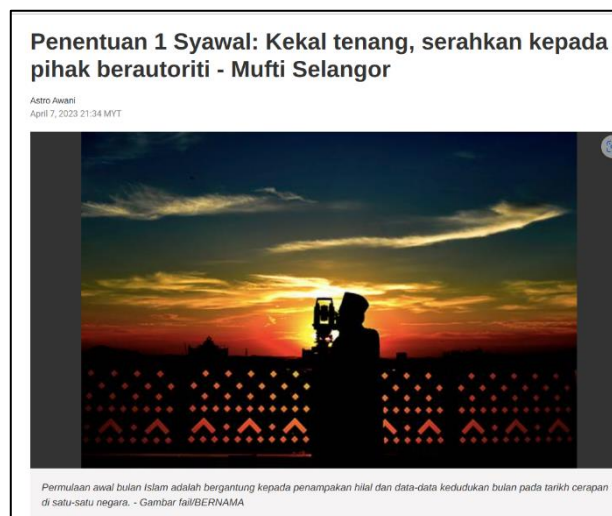 Penentuan 1 Syawal: Kekal tenang, serahkan kepada
pihak berautoriti - Mufti Selangor
Astro Awani
April 7, 2023 21:34 MYT
Permulaan awal bulan Islam adalah bergantung kepada penampakan hilal dan data-data kedudukan bulan pada tarikh cerapan
di satu-satu negara. - Gambar fail/BERNAMA